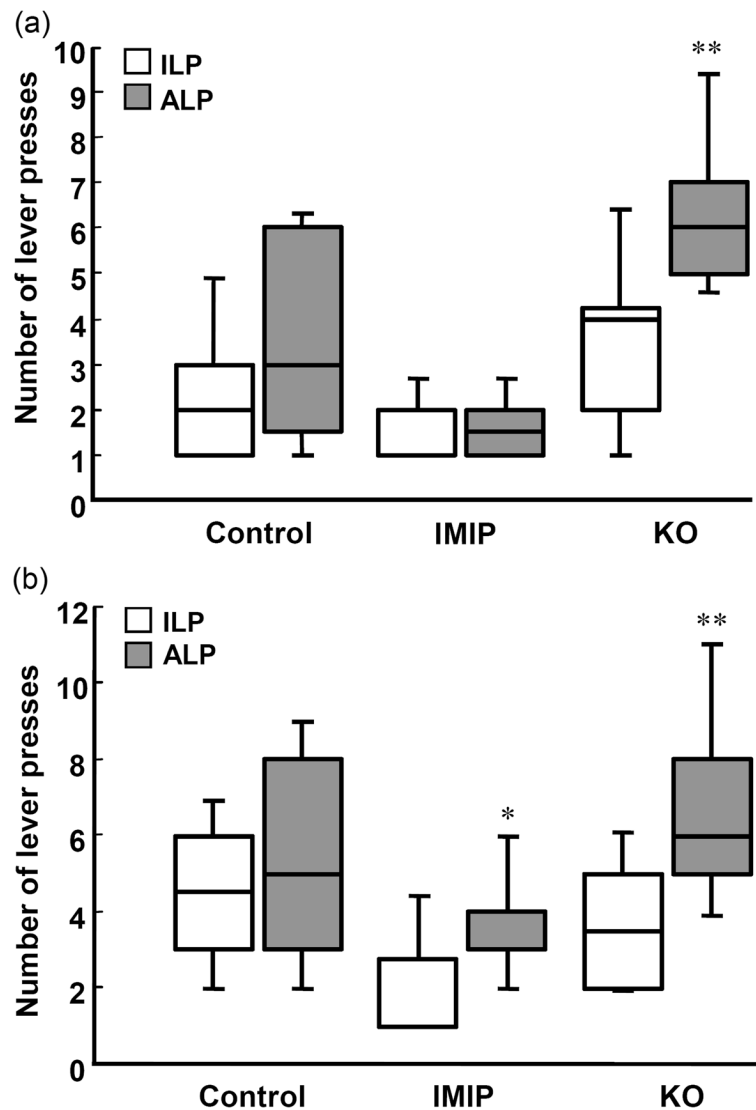 (a)
Number of lever presses
10
9
8
7
6
5
4
3
2
1
0
ILP
ALP
**
Control IMIP KO
(b)
Number of lever presses
12
10
8
6
4
2
0
ILP
ALP
*
**
Control IMIP KO